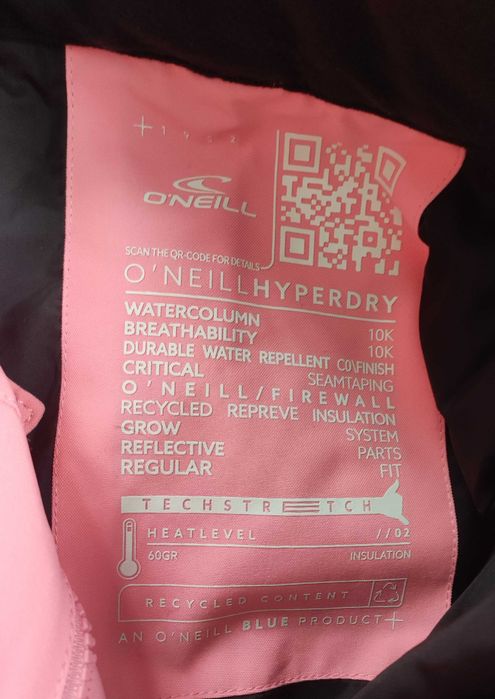 +1952
O'NEILL
SCAN THE QR-CODE FOR DETAILS
O'NEILL HYPERDRY
WATERCOLUMN 10K
BREATHABILITY 10K
DURABLE WATER REPELLENT C0\FINISH
CRITICAL SEAMTAPING
O'NEILL/FIREWALL
RECYCLED REPREVE INSULATION
GROW SYSTEM
REFLECTIVE PARTS
REGULAR FIT
TECHSTRETCH
HEATLEVEL //02
60GR INSULATION
RECYCLED CONTENT
AN O'NEILL BLUE PRODUCT+